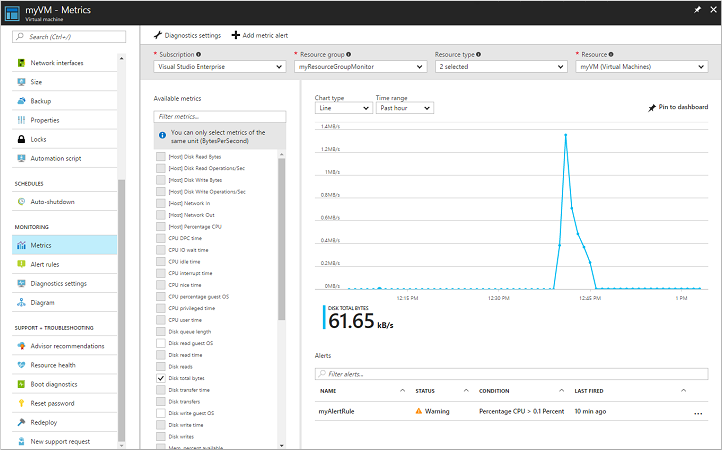 myVM - Metrics
Virtual machine
Search (Ctrl+/)
Network interfaces
Size
Backup
Properties
Locks
Automation script
SCHEDULES
Auto-shutdown
MONITORING
Metrics
Alert rules
Diagnostics settings
Diagram
SUPPORT + TROUBLESHOOTING
Advisor recommendations
Resource health
Boot diagnostics
Reset password
Redeploy
New support request
Diagnostics settings
Add metric alert
* Subscription
Visual Studio Enterprise
* Resource group
myResourceGroupMonitor
Resource type
2 selected
* Resource
myVM (Virtual Machines)
Available metrics
Filter metrics...
You can only select metrics of the
same unit (BytesPerSecond)
[Host] Disk Read Bytes
[Host] Disk Read Operations/Sec
[Host] Disk Write Bytes
[Host] Disk Write Operations/Sec
[Host] Network In
[Host] Network Out
[Host] Percentage CPU
CPU DPC time
CPU IO wait time
CPU idle time
CPU interrupt time
CPU nice time
CPU percentage guest OS
CPU privileged time
CPU user time
Disk queue length
Disk read guest OS
Disk read time
Disk reads
Disk total bytes
Disk transfer time
Disk transfers
Disk write guest OS
Disk write time
Disk writes
Mem. percent available
Chart type
Line
Time range
Past hour
Pin to dashboard
1.4MB/s
1.2MB/s
1MB/s
0.8MB/s
0.6MB/s
0.4MB/s
0.2MB/s
0MB/s
12:15 PM
12:30 PM
12:45 PM
1 PM
DISK TOTAL BYTES
61.65 kB/s
Alerts
Filter alerts...
NAME
STATUS
CONDITION
LAST FIRED
myAlertRule
Warning
Percentage CPU > 0.1 Percent
10 min ago
...